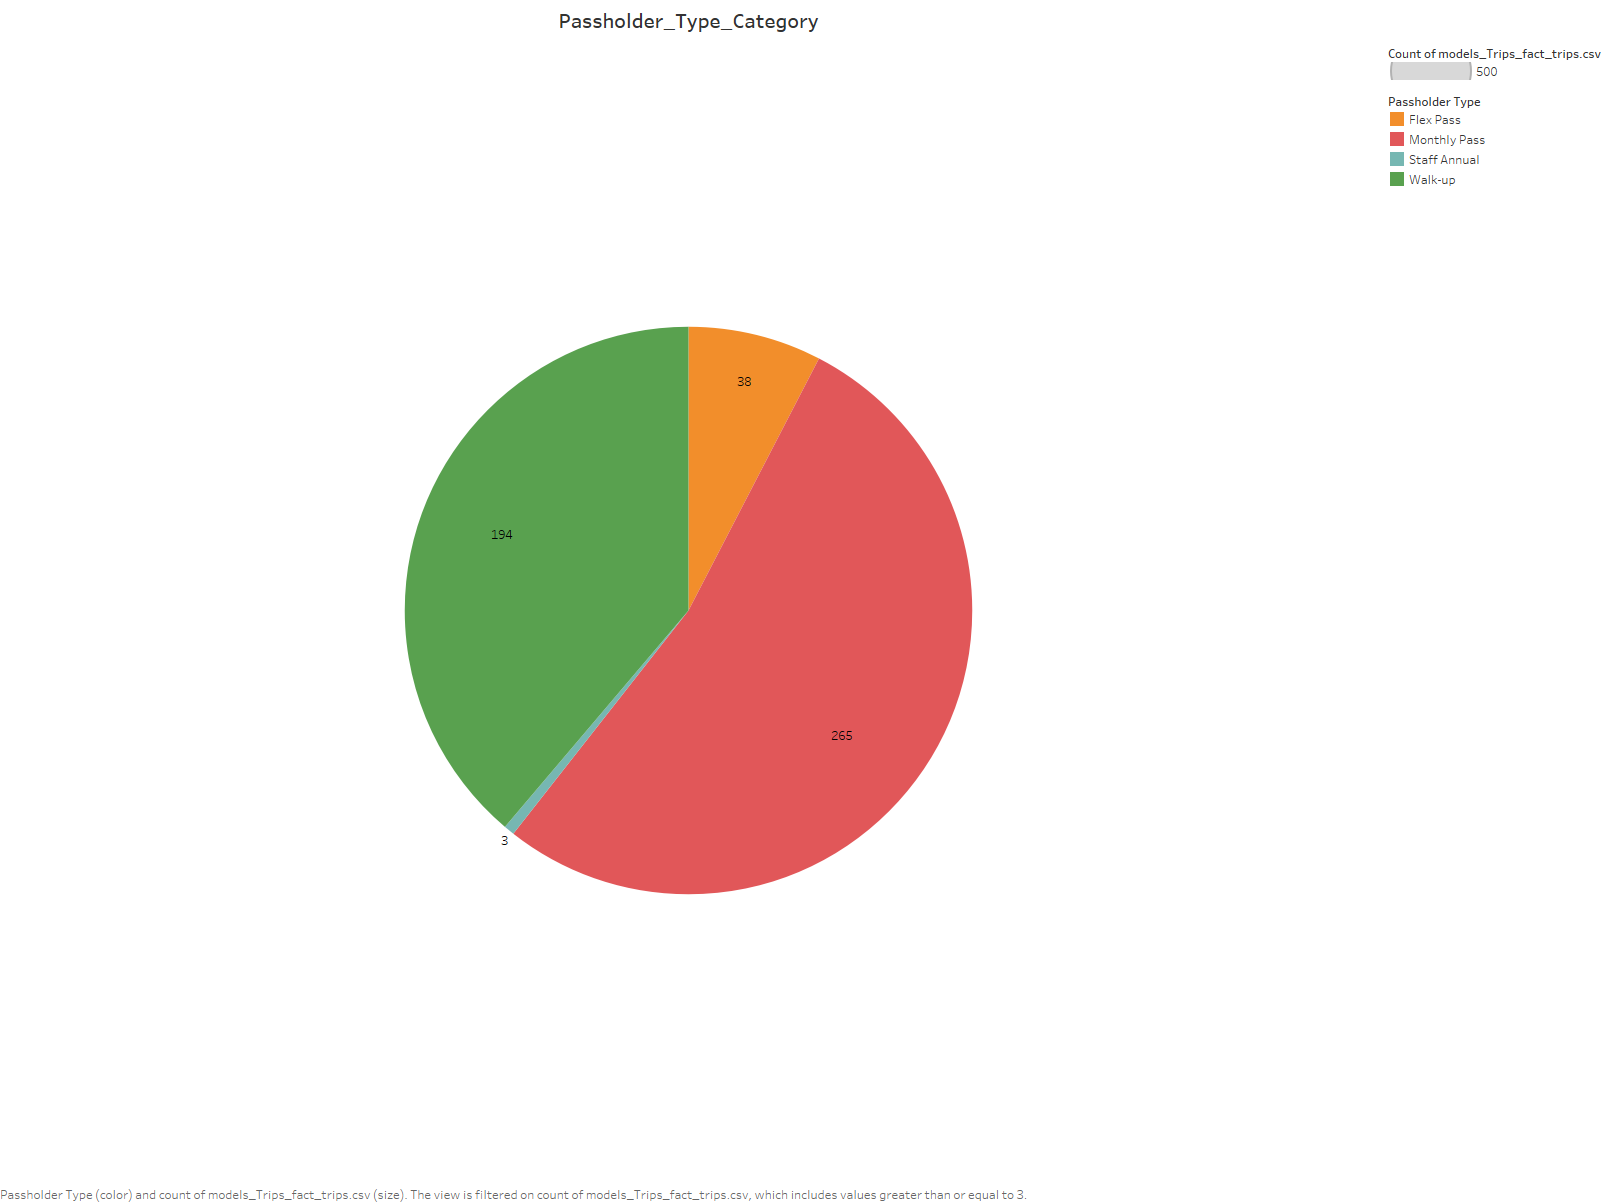 Passholder_Type_Category
Count of models_Trips_fact_trips.csv
500
Passholder Type
Flex Pass
Monthly Pass
Staff Annual
Walk-up
38
194
265
3
Passholder Type (color) and count of models_Trips_fact_trips.csv (size). The view is filtered on count of models_Trips_fact_trips.csv, which includes values greater than or equal to 3.